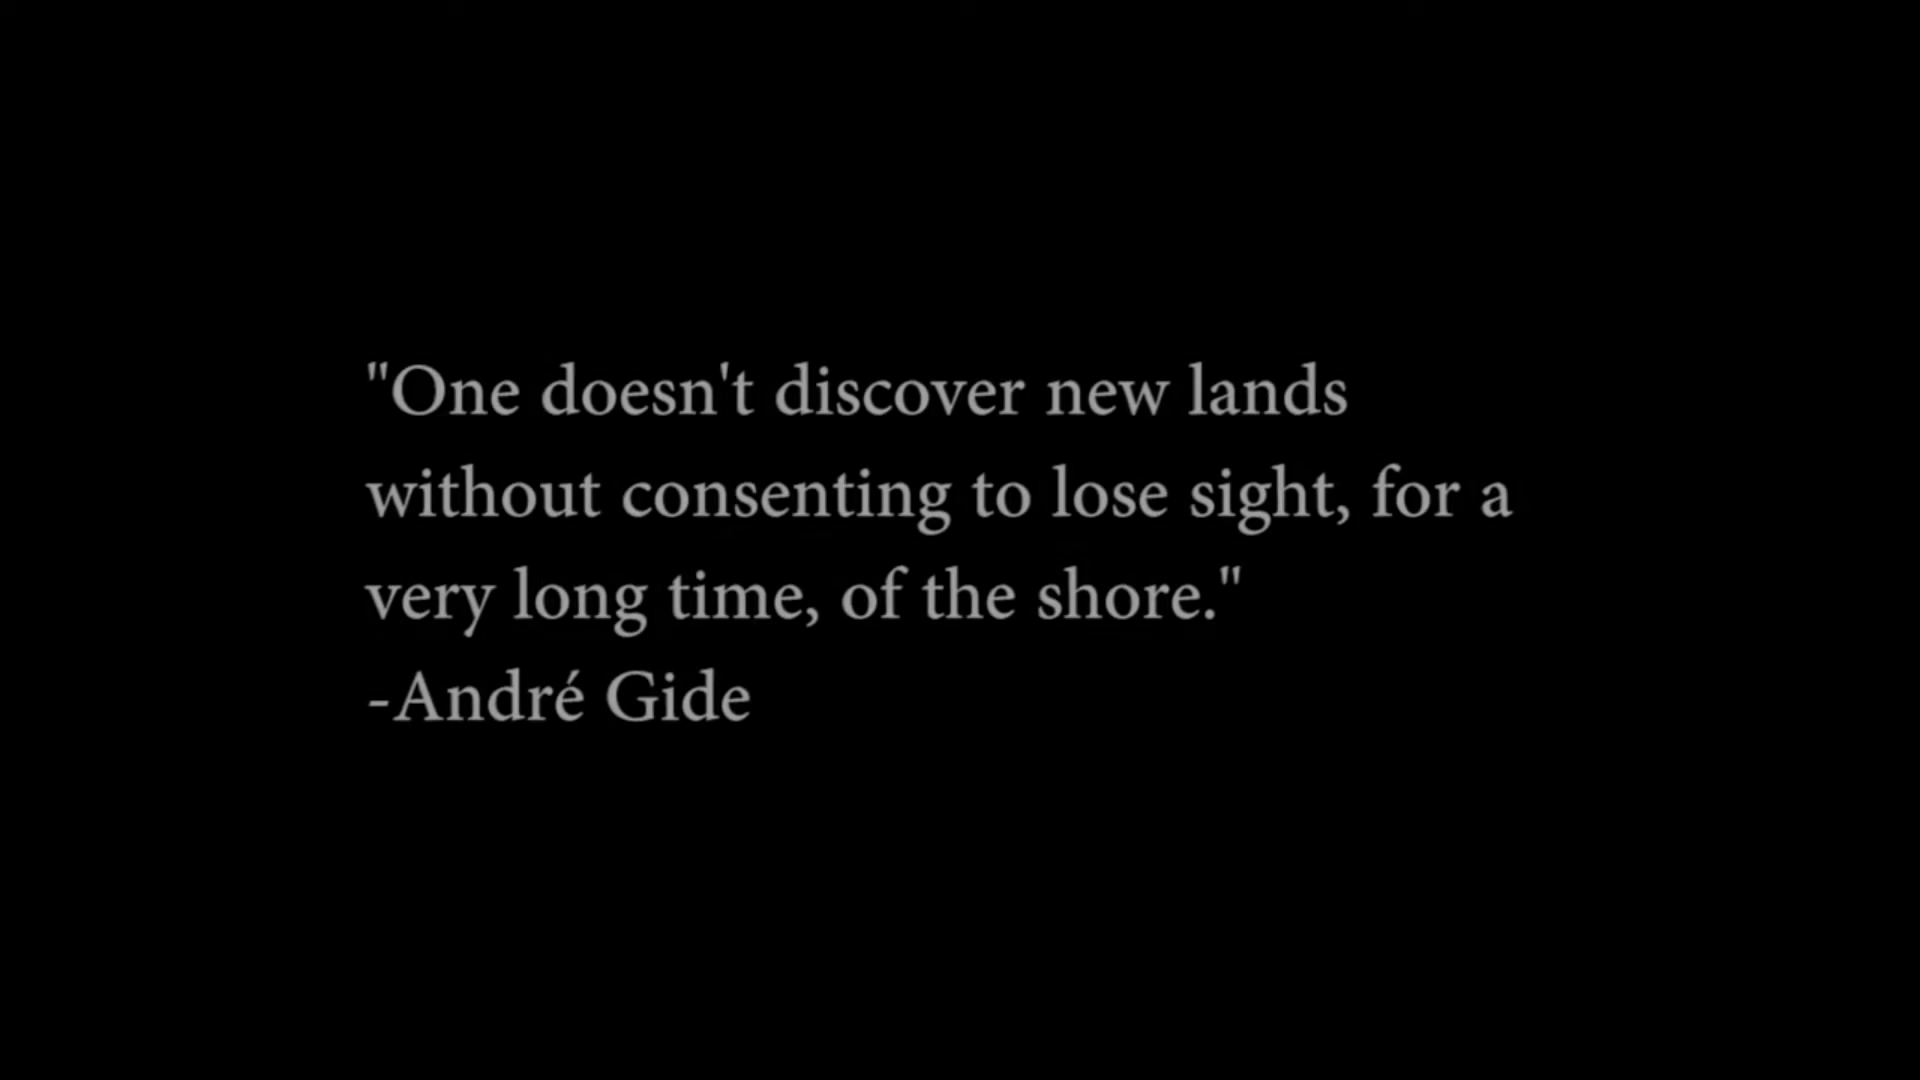 "One doesn't discover new lands
without consenting to lose sight, for a
very long time, of the shore."
-André Gide